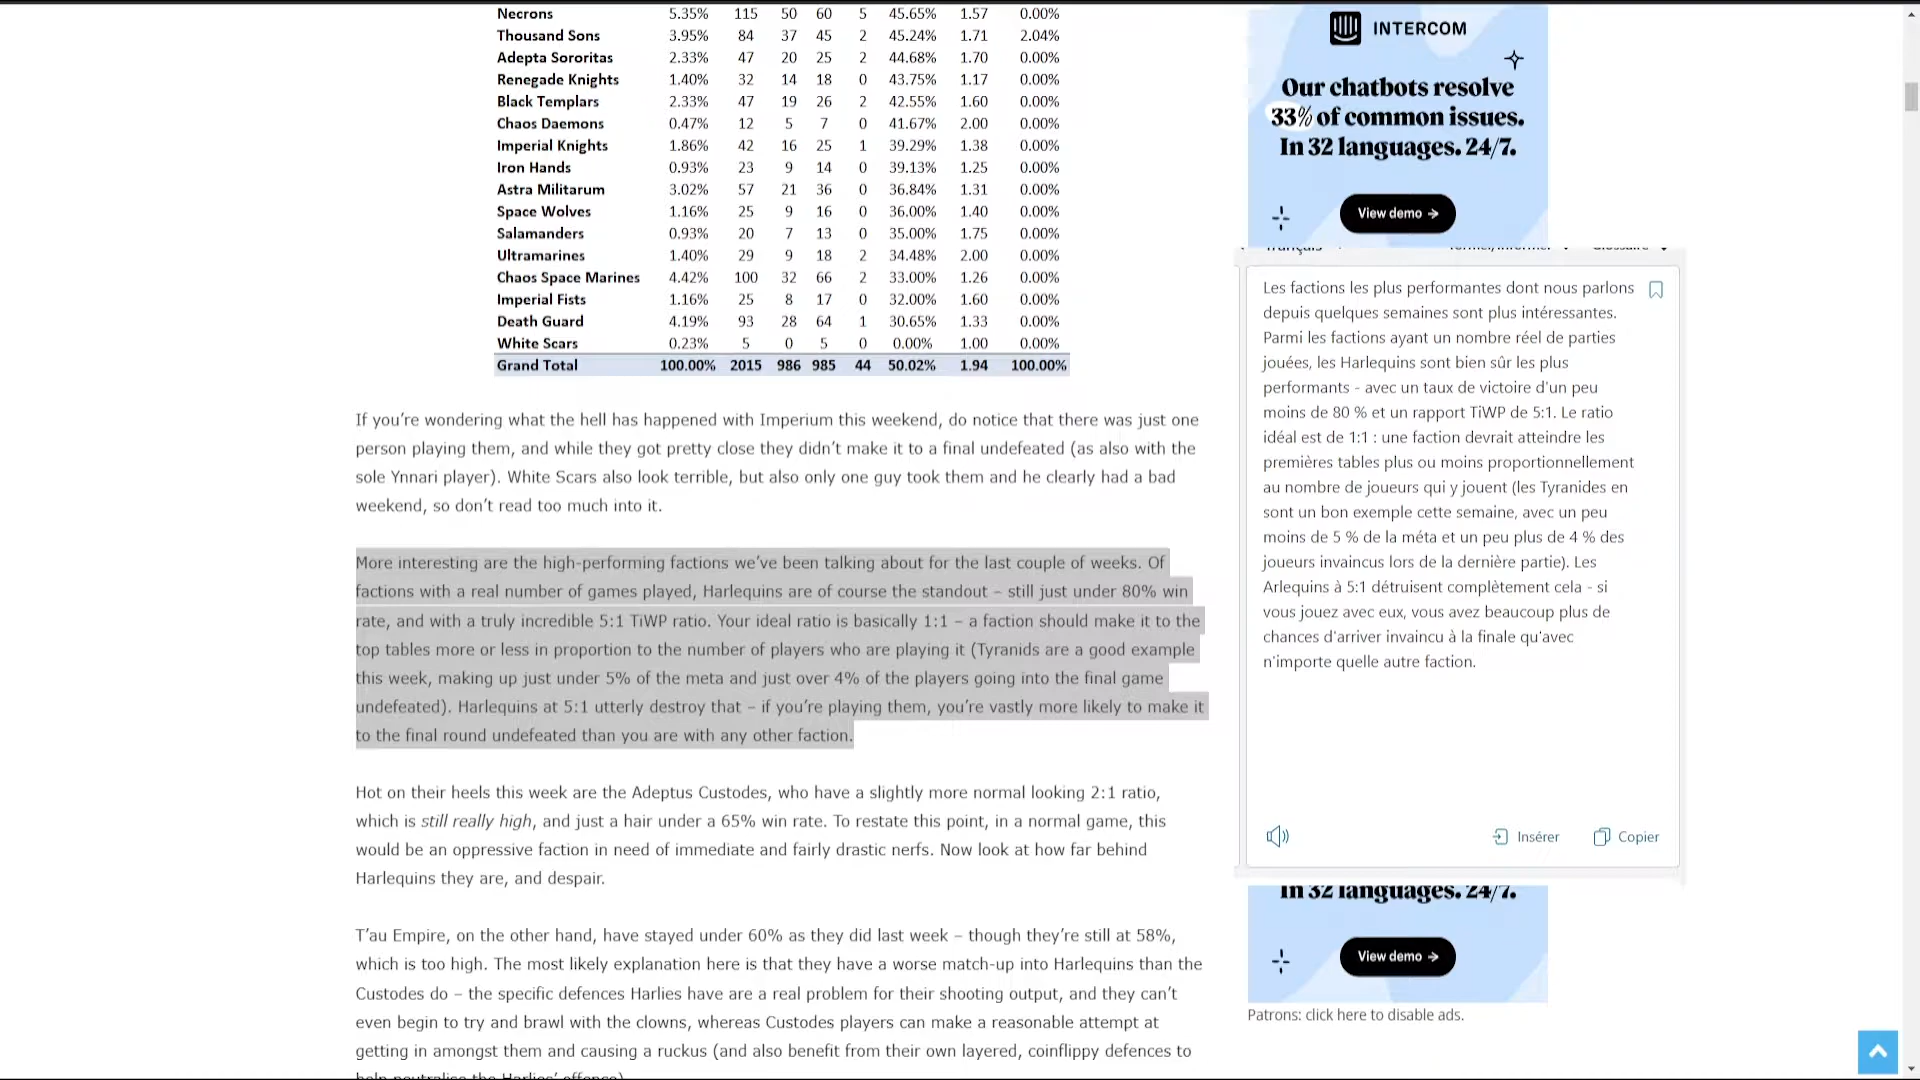 Necrons 5.35% 115 50 60 5 45.65% 1.57 0.00%
Thousand Sons 3.95% 84 37 45 2 45.24% 1.71 2.04%
Adepta Sororitas 2.33% 47 20 25 2 44.68% 1.70 0.00%
Renegade Knights 1.40% 32 14 18 0 43.75% 1.17 0.00%
Black Templars 2.33% 47 19 26 2 42.55% 1.60 0.00%
Chaos Daemons 0.47% 12 5 7 0 41.67% 2.00 0.00%
Imperial Knights 1.86% 42 16 25 1 39.29% 1.38 0.00%
Iron Hands 0.93% 23 9 14 0 39.13% 1.25 0.00%
Astra Militarum 3.02% 57 21 36 0 36.84% 1.31 0.00%
Space Wolves 1.16% 25 9 16 0 36.00% 1.40 0.00%
Salamanders 0.93% 20 7 13 0 35.00% 1.75 0.00%
Ultramarines 1.40% 29 9 18 2 34.48% 2.00 0.00%
Chaos Space Marines 4.42% 100 32 66 2 33.00% 1.26 0.00%
Imperial Fists 1.16% 25 8 17 0 32.00% 1.60 0.00%
Death Guard 4.19% 93 28 64 1 30.65% 1.33 0.00%
White Scars 0.23% 5 0 5 0 0.00% 1.00 0.00%
Grand Total 100.00% 2015 986 985 44 50.02% 1.94 100.00%
If you’re wondering what the hell has happened with Imperium this weekend, do notice that there was just one
person playing them, and while they got pretty close they didn’t make it to a final undefeated (as also with the
sole Ynnari player). White Scars also look terrible, but also only one guy took them and he clearly had a bad
weekend, so don’t read too much into it.
More interesting are the high-performing factions we’ve been talking about for the last couple of weeks. Of
factions with a real number of games played, Harlequins are of course the standout – still just under 80% win
rate, and with a truly incredible 5:1 TiWP ratio. Your ideal ratio is basically 1:1 – a faction should make it to the
top tables more or less in proportion to the number of players who are playing it (Tyranids are a good example
this week, making up just under 5% of the meta and just over 4% of the players going into the final game
undefeated). Harlequins at 5:1 utterly destroy that – if you’re playing them, you’re vastly more likely to make it
to the final round undefeated than you are with any other faction.
Hot on their heels this week are the Adeptus Custodes, who have a slightly more normal looking 2:1 ratio,
which is still really high, and just a hair under a 65% win rate. To restate this point, in a normal game, this
would be an oppressive faction in need of immediate and fairly drastic nerfs. Now look at how far behind
Harlequins they are, and despair.
T’au Empire, on the other hand, have stayed under 60% as they did last week – though they’re still at 58%,
which is too high. The most likely explanation here is that they have a worse match-up into Harlequins than the
Custodes do – the specific defences Harlies have are a real problem for their shooting output, and they can’t
even begin to try and brawl with the clowns, whereas Custodes players can make a reasonable attempt at
getting in amongst them and causing a ruckus (and also benefit from their own layered, coinflippy defences to
help neutralise the Harlies’ offence)
INTERCOM
Our chatbots resolve
33% of common issues.
In 32 languages. 24/7.
View demo →
français
Glossaire
Les factions les plus performantes dont nous parlons
depuis quelques semaines sont plus intéressantes.
Parmi les factions ayant un nombre réel de parties
jouées, les Harlequins sont bien sûr les plus
performants - avec un taux de victoire d'un peu
moins de 80 % et un rapport TiWP de 5:1. Le ratio
idéal est de 1:1 : une faction devrait atteindre les
premières tables plus ou moins proportionnellement
au nombre de joueurs qui y jouent (les Tyranides en
sont un bon exemple cette semaine, avec un peu
moins de 5 % de la méta et un peu plus de 4 % des
joueurs invaincus lors de la dernière partie). Les
Arlequins à 5:1 détruisent complètement cela - si
vous jouez avec eux, vous avez beaucoup plus de
chances d'arriver invaincu à la finale qu'avec
n'importe quelle autre faction.
Insérer Copier
In 32 languages. 24/7.
View demo →
Patrons: click here to disable ads.